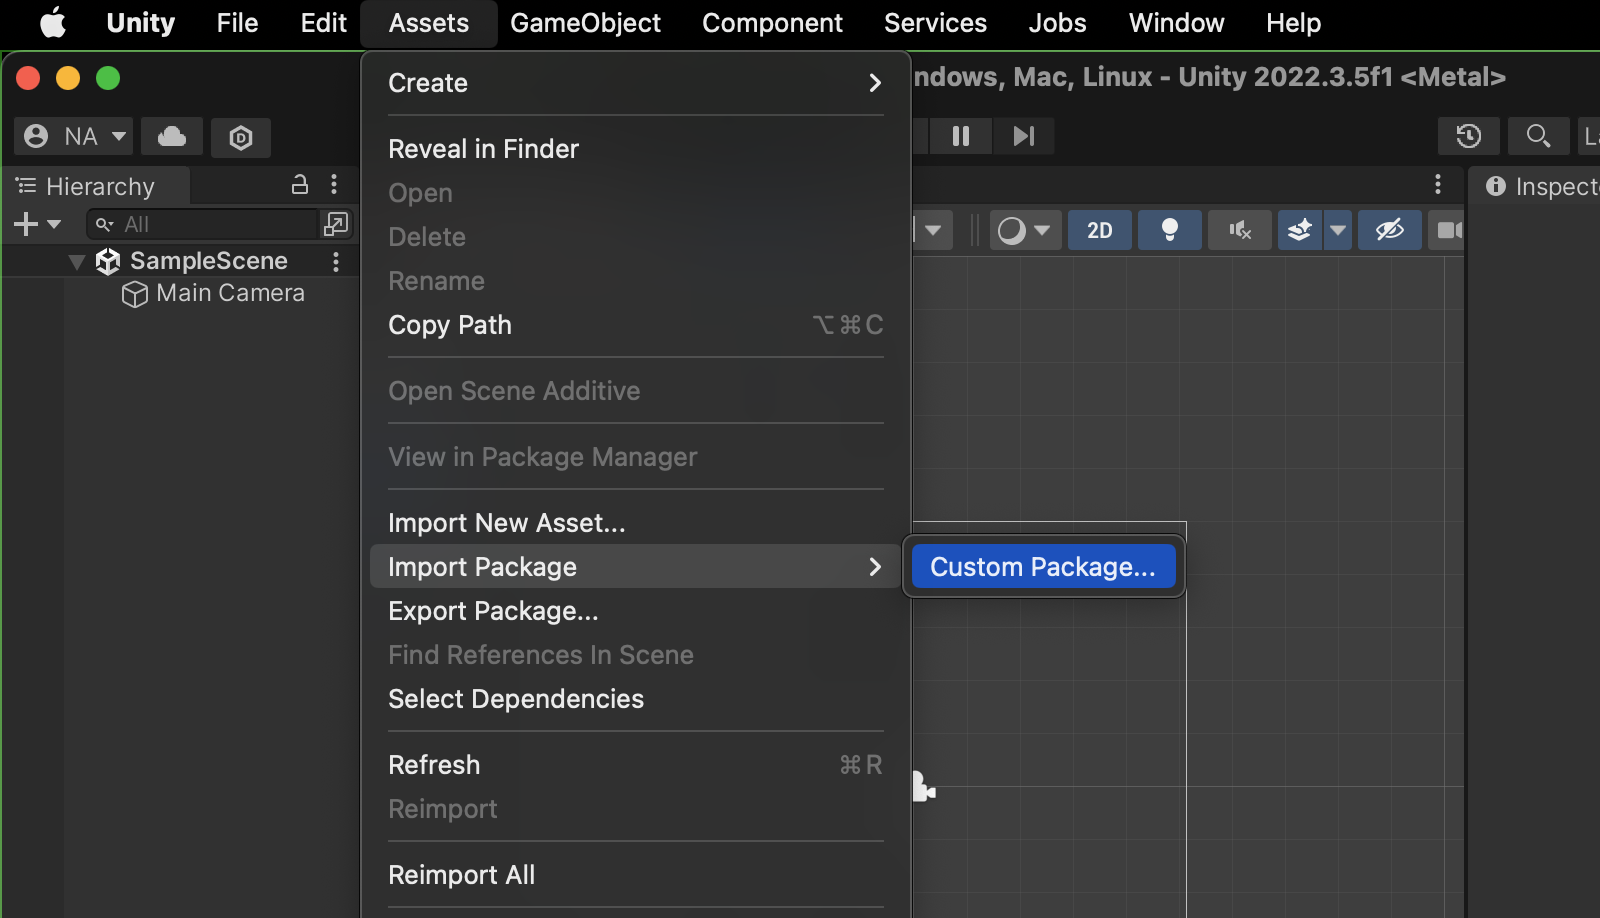 Unity File Edit Assets GameObject Component Services Jobs Window Help
ndows, Mac, Linux - Unity 2022.3.5f1 <Metal>
NA
Hierarchy
All
SampleScene
Main Camera
Create
Reveal in Finder
Open
Delete
Rename
Copy Path ⌥⌘C
Open Scene Additive
View in Package Manager
Import New Asset...
Import Package
Custom Package...
Export Package...
Find References In Scene
Select Dependencies
Refresh ⌘R
Reimport
Reimport All
2D
La
Inspect